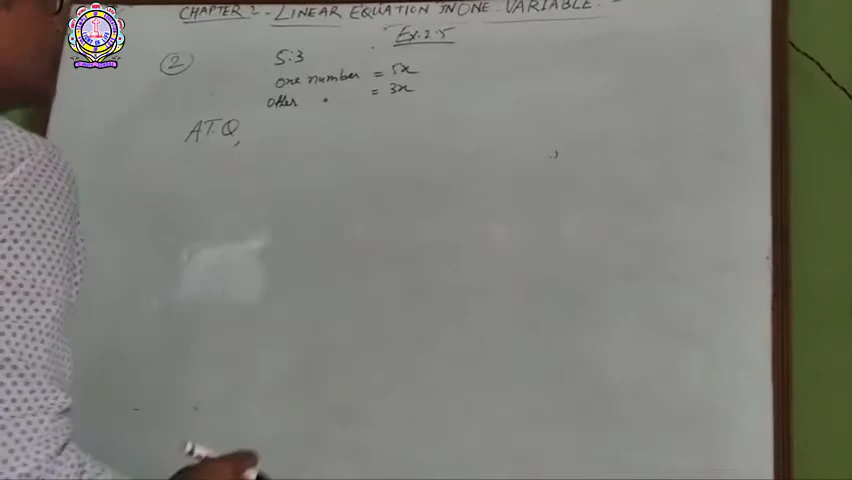 CHAPTER 2 - LINEAR EQUATION IN ONE VARIABLE.
Ex. 2.5
② 5:3
one number = 5x
other " = 3x
A.T.Q,